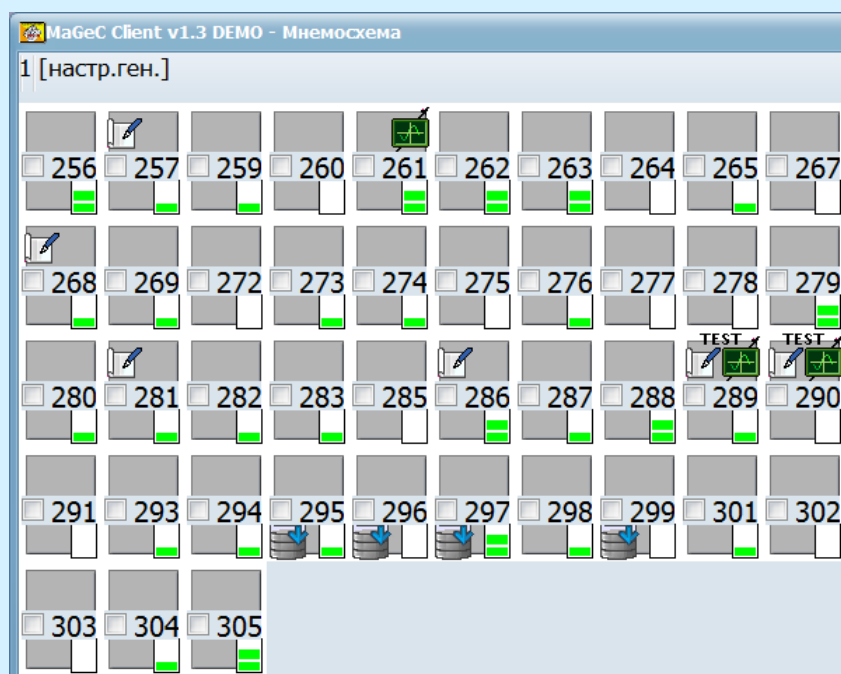 MaGeC Client v1.3 DEMO - Мнемосхема
1 [настр.ген.]
256 257 259 260 261 262 263 264 265 267
268 269 272 273 274 275 276 277 278 279
TEST TEST
280 281 282 283 285 286 287 288 289 290
291 293 294 295 296 297 298 299 301 302
303 304 305